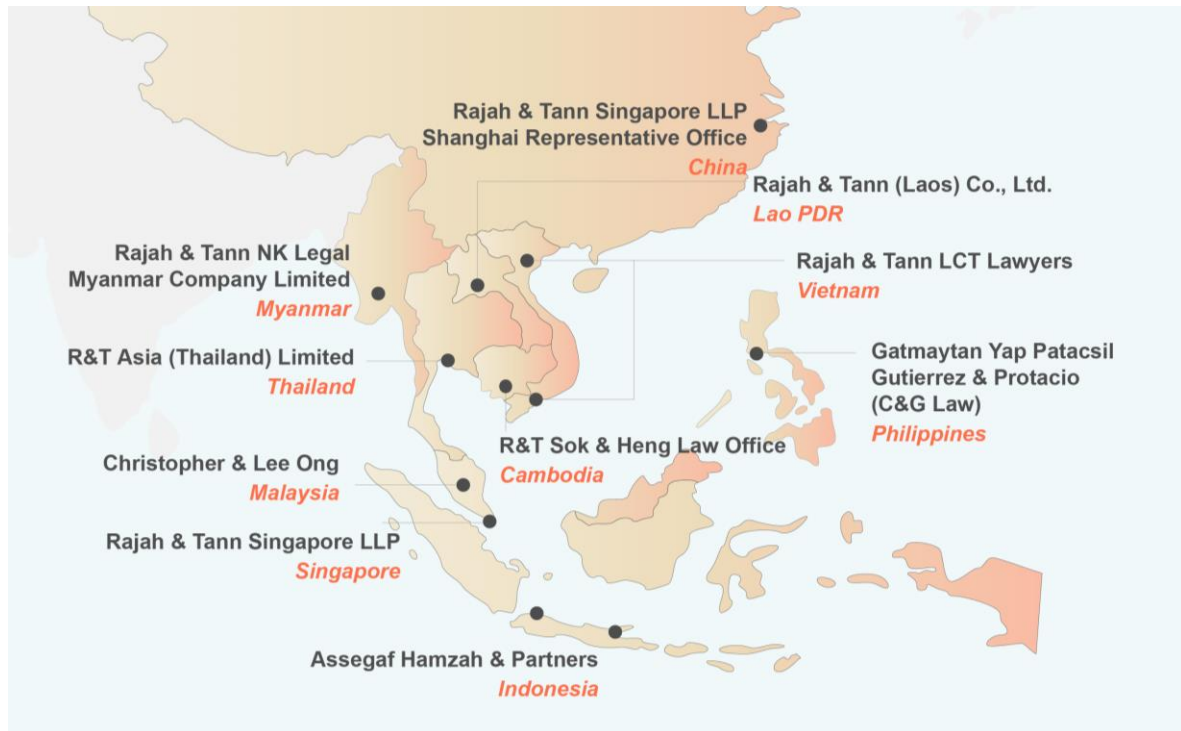 Rajah & Tann Singapore LLP
Shanghai Representative Office
China
Rajah & Tann (Laos) Co., Ltd.
Lao PDR
Rajah & Tann NK Legal
Myanmar Company Limited
Myanmar
Rajah & Tann LCT Lawyers
Vietnam
R&T Asia (Thailand) Limited
Thailand
Gatmaytan Yap Patacsil
Gutierrez & Protacio
(C&G Law)
Philippines
R&T Sok & Heng Law Office
Cambodia
Christopher & Lee Ong
Malaysia
Rajah & Tann Singapore LLP
Singapore
Assegaf Hamzah & Partners
Indonesia